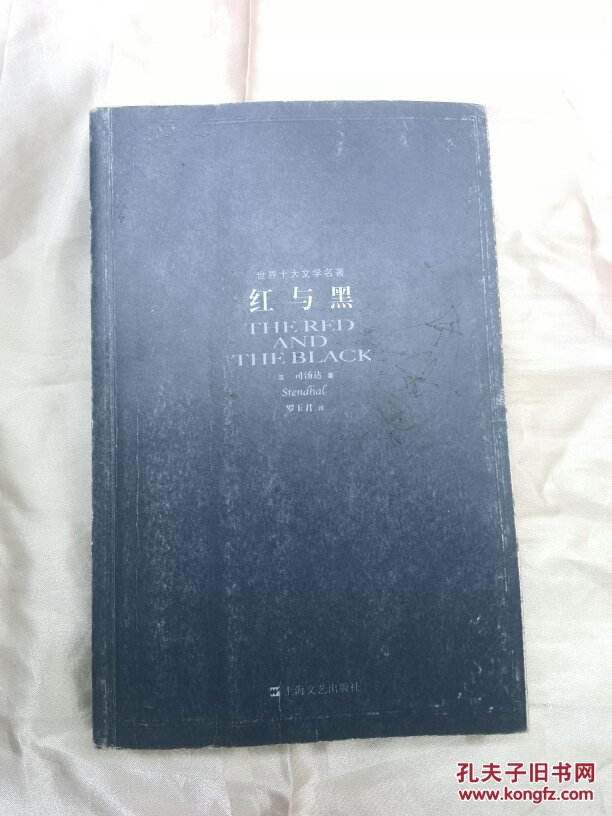 世界十大文学名著
红与黑
THE RED
AND
THE BLACK
法 司汤达 著
Stendhal
罗玉君 译
上海文艺出版社
孔夫子旧书网
www.kongfz.com